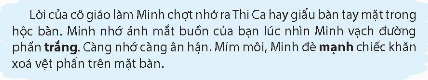 Lời của cô giáo làm Minh chợt nhớ ra Thi Ca hay giấu bàn tay mặt trong
hộc bàn. Minh nhớ ánh mắt buồn của bạn lúc nhìn Minh vạch đường
phấn trắng. Càng nhớ càng ân hận. Mím môi, Minh đè mạnh chiếc khăn
xoá vệt phấn trên mặt bàn.